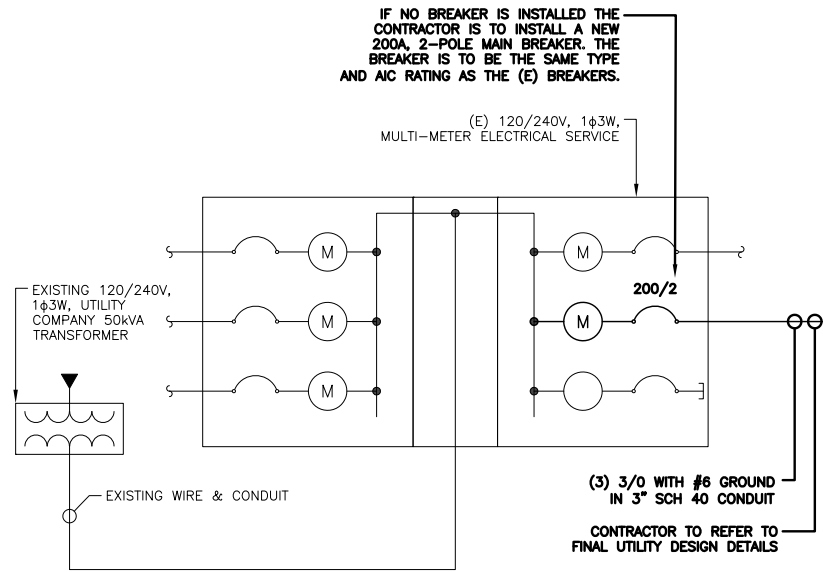 IF NO BREAKER IS INSTALLED THE
CONTRACTOR IS TO INSTALL A NEW
200A, 2-POLE MAIN BREAKER. THE
BREAKER IS TO BE THE SAME TYPE
AND AIC RATING AS THE (E) BREAKERS.
(E) 120/240V, 1ϕ3W,
MULTI-METER ELECTRICAL SERVICE
M
M
EXISTING 120/240V,
1ϕ3W, UTILITY
COMPANY 50kVA
TRANSFORMER
200/2
M
M
M
EXISTING WIRE & CONDUIT
(3) 3/0 WITH #6 GROUND
IN 3" SCH 40 CONDUIT
CONTRACTOR TO REFER TO
FINAL UTILITY DESIGN DETAILS